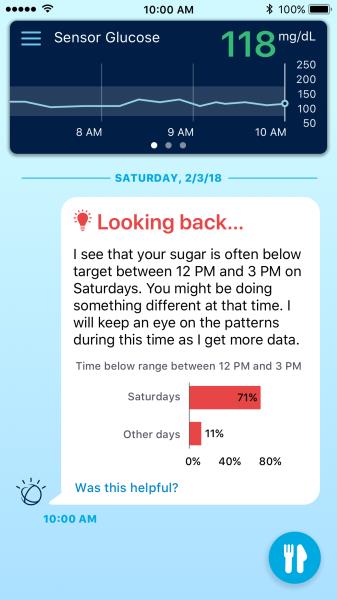 10:00 AM 100%
Sensor Glucose 118 mg/dL
250
200
150
100
50
8 AM 9 AM 10 AM
SATURDAY, 2/3/18
Looking back...
I see that your sugar is often below
target between 12 PM and 3 PM on
Saturdays. You might be doing
something different at that time. I
will keep an eye on the patterns
during this time as I get more data.
Time below range between 12 PM and 3 PM
Saturdays 71%
Other days 11%
0% 40% 80%
Was this helpful?
10:00 AM